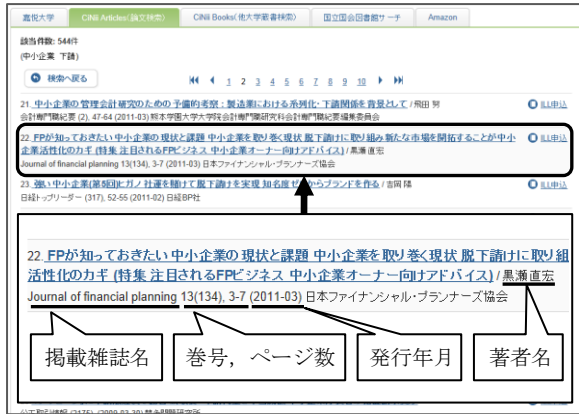 嘉悦大学 CiNii Articles(論文検索) CiNii Books(他大学蔵書検索) 国立国会図書館サーチ Amazon
該当件数: 544件
(中小企業 下請)
検索へ戻る 1 2 3 4 5 6 7 8 9 10
21. 中小企業の管理会計研究のための予備的考察 : 製造業における系列化・下請関係を背景として / 飛田 努 ILL申込
会計専門職紀要 (2), 47-64 (2011-03) 熊本学園大学大学院会計専門職研究科会計専門職紀要編集委員会
22. FPが知っておきたい中小企業の現状と課題 中小企業を取り巻く現状 脱下請けに取り組み新たな市場を開拓することが中小 ILL申込
企業活性化のカギ (特集 注目されるFPビジネス 中小企業オーナー向けアドバイス) / 黒瀬直宏
Journal of financial planning 13(134), 3-7 (2011-03) 日本ファイナンシャル・プランナーズ協会
23. 強い中小企業(第5回)ヒガノ 社運を賭けて脱下請けを実現 知名度ゼロからブランドを作る / 吉岡 陽 ILL申込
日経トップリーダー (317), 52-55 (2011-02) 日経BP社
22. FPが知っておきたい中小企業の現状と課題 中小企業を取り巻く現状 脱下請けに取り組
活性化のカギ (特集 注目されるFPビジネス 中小企業オーナー向けアドバイス) / 黒瀬直宏
Journal of financial planning 13(134), 3-7 (2011-03) 日本ファイナンシャル・プランナーズ協会
掲載雑誌名 巻号，ページ数 発行年月 著者名